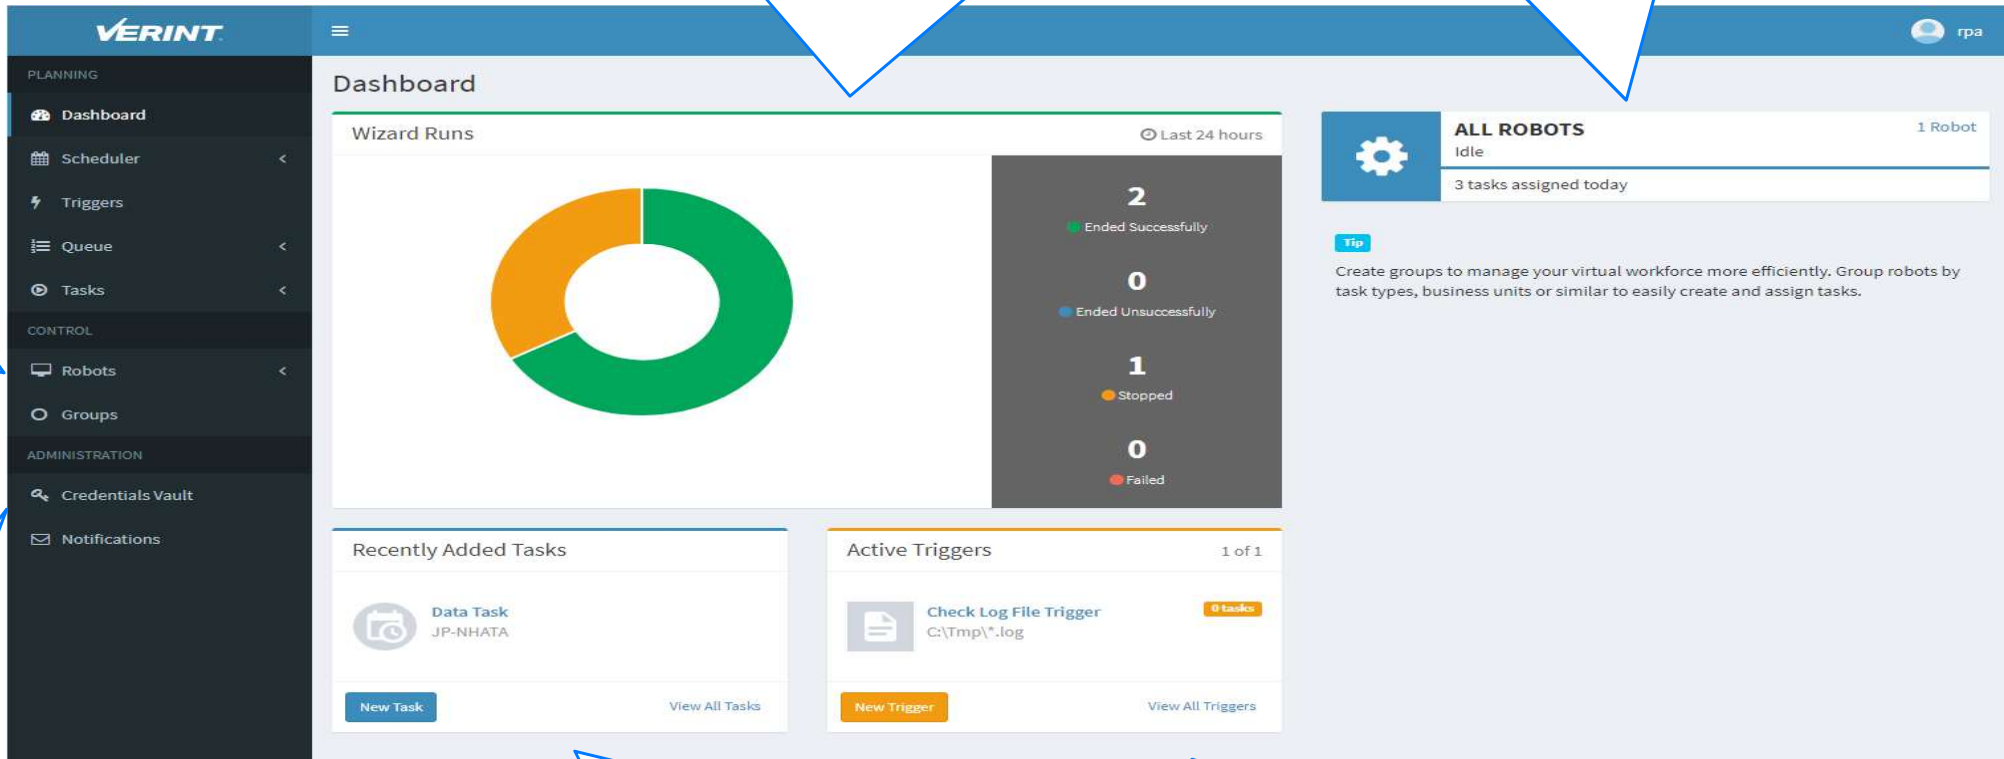 VERINT
rpa
PLANNING
Dashboard
Scheduler
Triggers
Queue
Tasks
CONTROL
Robots
Groups
ADMINISTRATION
Credentials Vault
Notifications
Dashboard
Wizard Runs
Last 24 hours
2
Ended Successfully
0
Ended Unsuccessfully
1
Stopped
0
Failed
Recently Added Tasks
Data Task
JP-NHATA
New Task
View All Tasks
Active Triggers
1 of 1
Check Log File Trigger
0 tasks
C:\Tmp\*.log
New Trigger
View All Triggers
ALL ROBOTS
1 Robot
Idle
3 tasks assigned today
Tip
Create groups to manage your virtual workforce more efficiently. Group robots by
task types, business units or similar to easily create and assign tasks.